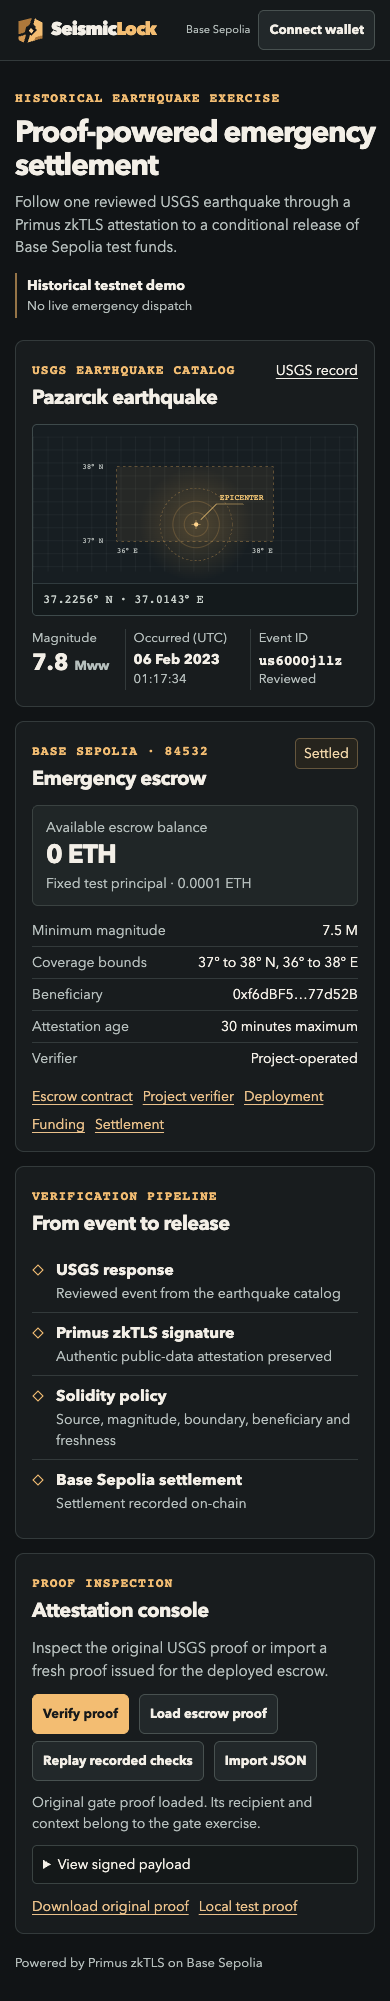 SeismicLock
Base Sepolia
Connect wallet
HISTORICAL EARTHQUAKE EXERCISE
Proof-powered emergency
settlement
Follow one reviewed USGS earthquake through a
Primus zkTLS attestation to a conditional release of
Base Sepolia test funds.
Historical testnet demo
No live emergency dispatch
USGS EARTHQUAKE CATALOG
USGS record
Pazarcık earthquake
38° N
EPICENTER
37° N
36° E
38° E
37.2256° N • 37.0143° E
Magnitude
7.8 Mww
Occurred (UTC)
06 Feb 2023
01:17:34
Event ID
us6000jllz
Reviewed
BASE SEPOLIA · 84532
Settled
Emergency escrow
Available escrow balance
0 ETH
Fixed test principal · 0.0001 ETH
Minimum magnitude 7.5 M
Coverage bounds 37° to 38° N, 36° to 38° E
Beneficiary 0xf6dBF5...77d52B
Attestation age 30 minutes maximum
Verifier Project-operated
Escrow contract Project verifier Deployment
Funding Settlement
VERIFICATION PIPELINE
From event to release
USGS response
Reviewed event from the earthquake catalog
Primus zkTLS signature
Authentic public-data attestation preserved
Solidity policy
Source, magnitude, boundary, beneficiary and
freshness
Base Sepolia settlement
Settlement recorded on-chain
PROOF INSPECTION
Attestation console
Inspect the original USGS proof or import a
fresh proof issued for the deployed escrow.
Verify proof Load escrow proof
Replay recorded checks Import JSON
Original gate proof loaded. Its recipient and
context belong to the gate exercise.
▶ View signed payload
Download original proof Local test proof
Powered by Primus zkTLS on Base Sepolia